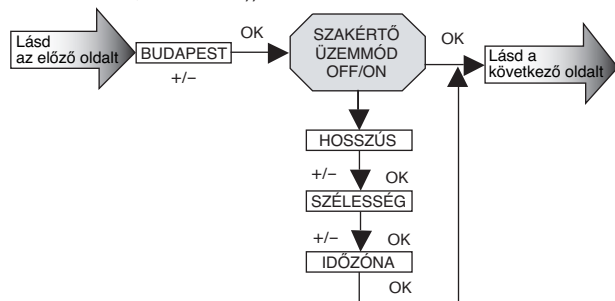 Lásd
az előző oldalt
BUDAPEST
+/−
OK
SZAKÉRTŐ
ÜZEMMÓD
OFF/ON
OK
Lásd a
következő oldalt
HOSSZÚS
+/− OK
SZÉLESSÉG
+/− OK
IDŐZÓNA
OK